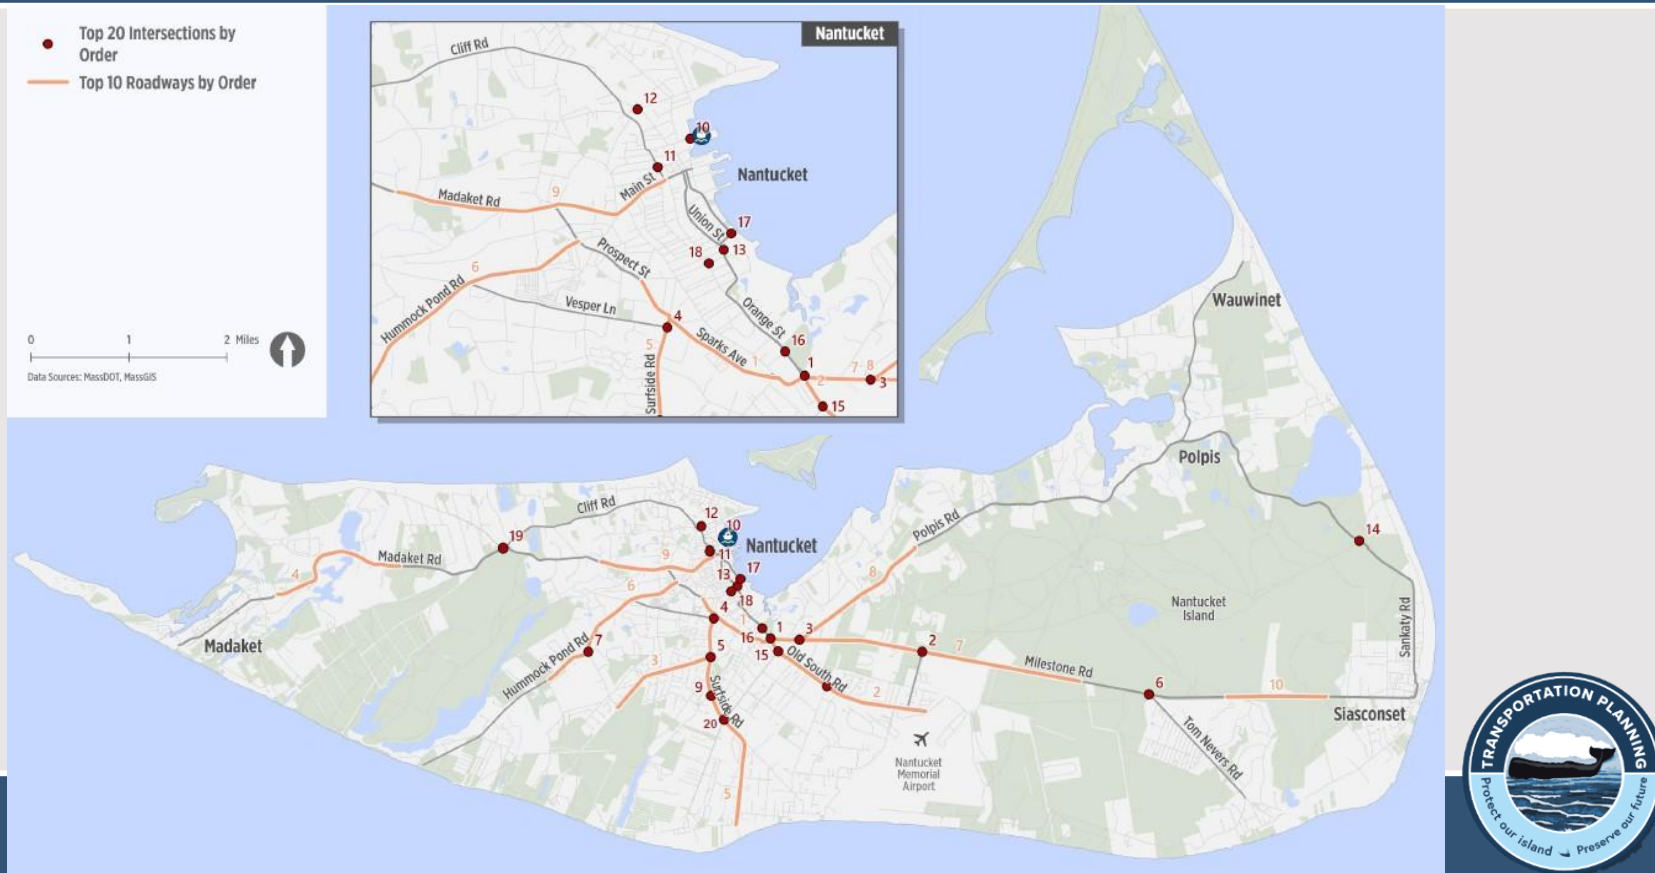 Top 20 Intersections by
Order
Top 10 Roadways by Order
0 1 2 Miles
Data Sources: MassDOT, MassGIS
Nantucket
Cliff Rd
12
10
11
Nantucket
Main St
9
Madaket Rd
17
Union St
13
18
Prospect St
6
Hummock Pond Rd
Vesper Ln
4
Orange St
Sparks Ave
5
Surfside Rd
16
1
1
2
7
8
3
15
Wauwinet
Polpis
Polpis Rd
14
Cliff Rd
12
10
Nantucket
19
11
Madaket Rd
9
4
17
13
18
6
8
Nantucket
Island
Sankaty Rd
4
16
1
3
2
7
Madaket
Hummock Pond Rd
7
5
3
15
Old South Rd
2
Milestone Rd
6
10
Siasconset
9
Surfside Rd
20
Tom Nevers Rd
Nantucket
Memorial
Airport
5
TRANSPORTATION PLANNING
Protect our island Preserve our future